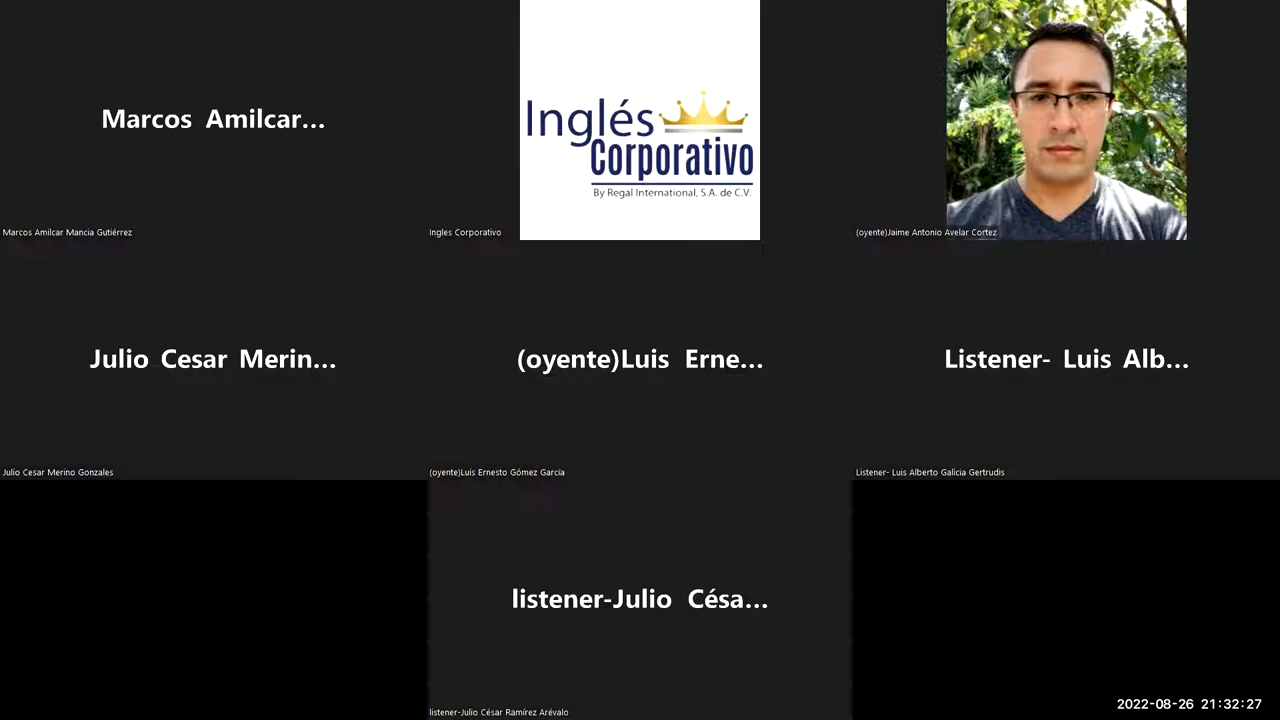 Marcos Amilcar...
Marcos Amilcar Mancia Gutiérrez
Inglés
Corporativo
By Regal International, S.A. de C.V.
Ingles Corporativo
(oyente)Jaime Antonio Avelar Cortez
Julio Cesar Merin...
Julio Cesar Merino Gonzales
(oyente)Luis Erne...
(oyente)Luis Ernesto Gómez García
Listener- Luis Alb...
Listener- Luis Alberto Galicia Gertrudis
listener-Julio Césa...
listener-Julio César Ramírez Arévalo
2022-08-26 21:32:27